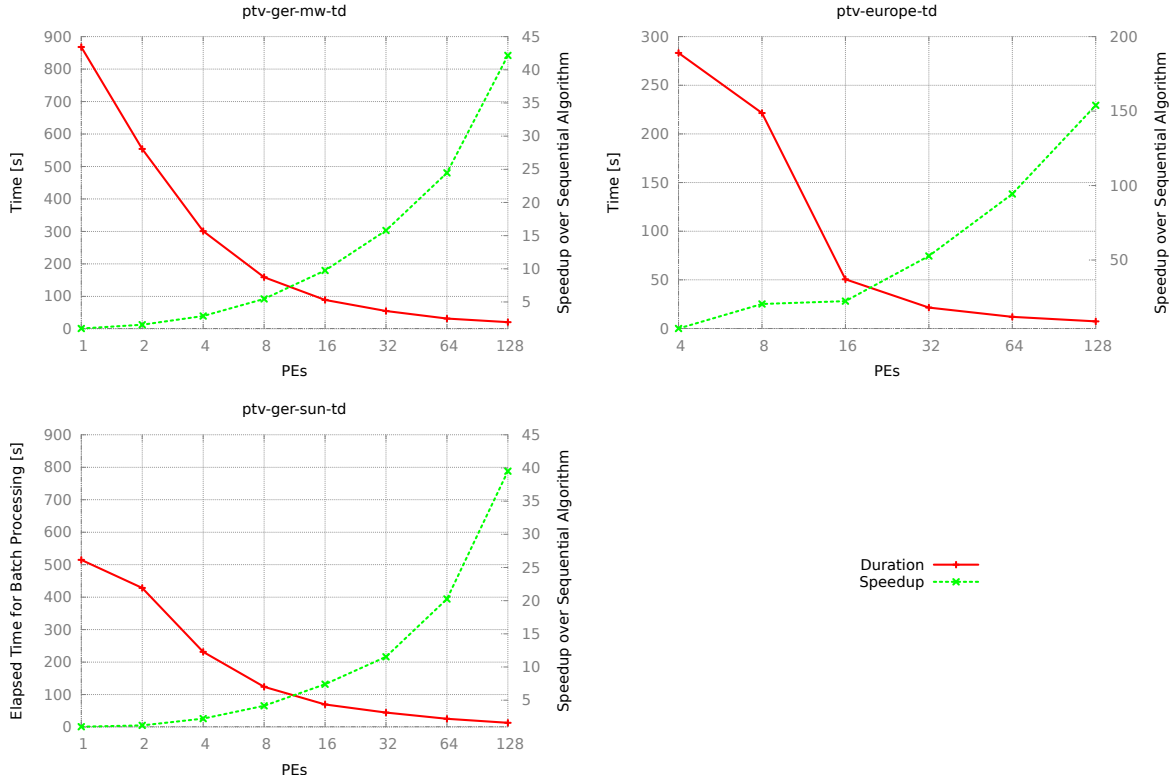 ptv-ger-mw-td
900
800
700
600
500
400
300
200
100
0
Time [s]
45
40
35
30
25
20
15
10
5
Speedup over Sequential Algorithm
1 2 4 8 16 32 64 128
PEs
ptv-europe-td
300
250
200
150
100
50
0
Time [s]
200
150
100
50
Speedup over Sequential Algorithm
4 8 16 32 64 128
PEs
ptv-ger-sun-td
900
800
700
600
500
400
300
200
100
0
Elapsed Time for Batch Processing [s]
45
40
35
30
25
20
15
10
5
Speedup over Sequential Algorithm
1 2 4 8 16 32 64 128
PEs
Duration
Speedup